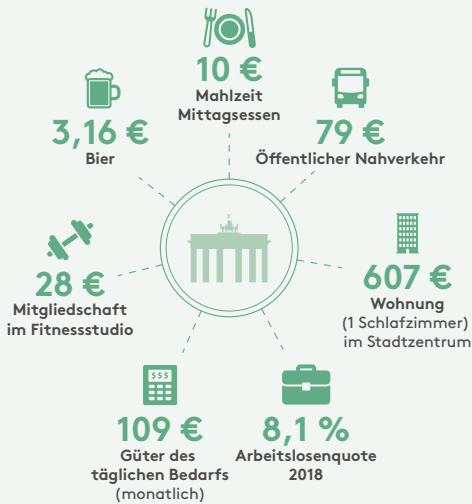 10 €
Mahlzeit
Mittagsessen
3,16 €
Bier
79 €
Öffentlicher Nahverkehr
28 €
Mitgliedschaft
im Fitnessstudio
607 €
Wohnung
(1 Schlafzimmer)
im Stadtzentrum
$$$
109 €
Güter des
täglichen Bedarfs
(monatlich)
8,1 %
Arbeitslosenquote
2018